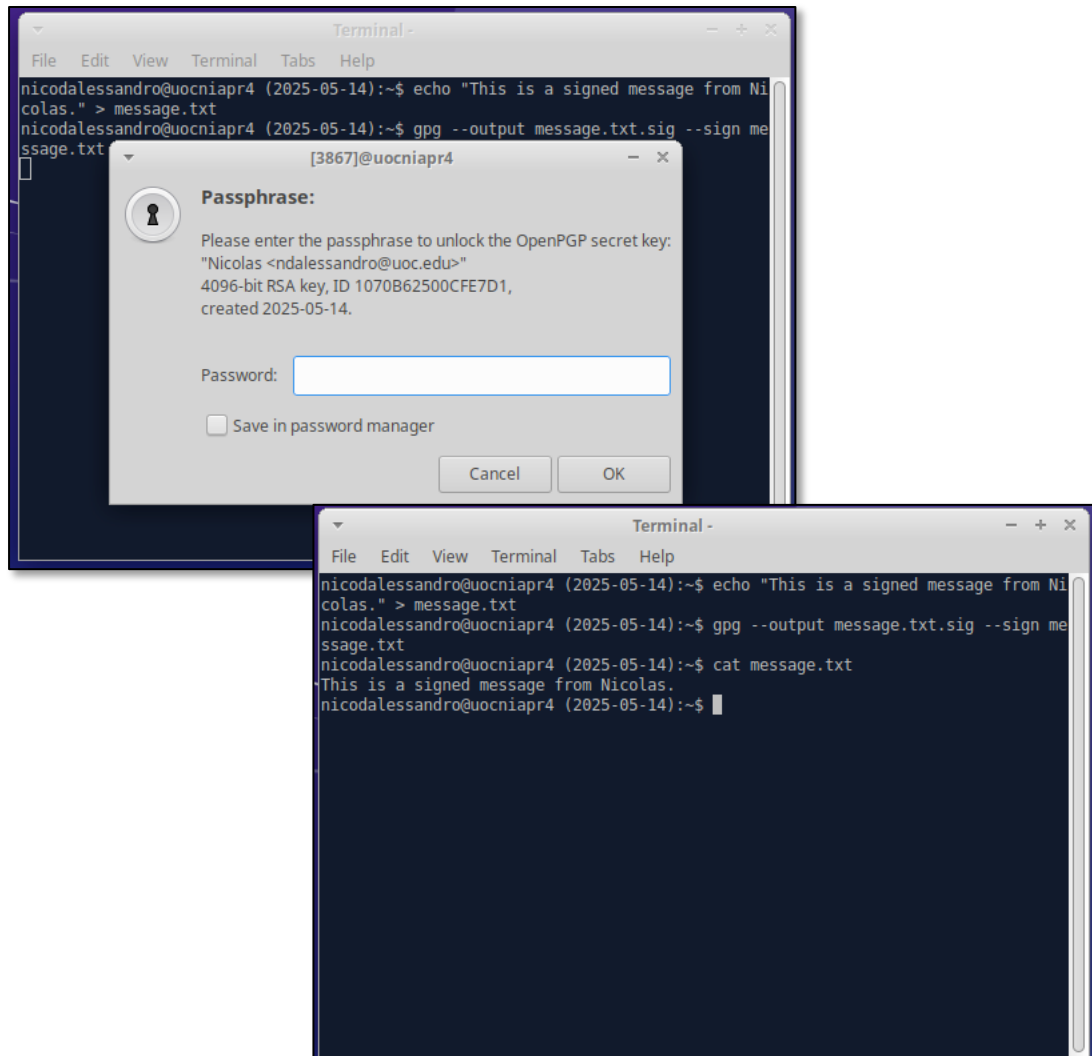 Terminal -
File Edit View Terminal Tabs Help
nicodalessandro@uocniapr4 (2025-05-14):~$ echo "This is a signed message from Ni
colas." > message.txt
nicodalessandro@uocniapr4 (2025-05-14):~$ gpg --output message.txt.sig --sign me
ssage.txt
[3867]@uocniapr4
Passphrase:
Please enter the passphrase to unlock the OpenPGP secret key:
"Nicolas <ndalessandro@uoc.edu>"
4096-bit RSA key, ID 1070B62500CFE7D1,
created 2025-05-14.
Password:
Save in password manager
Cancel OK
Terminal -
File Edit View Terminal Tabs Help
nicodalessandro@uocniapr4 (2025-05-14):~$ echo "This is a signed message from Ni
colas." > message.txt
nicodalessandro@uocniapr4 (2025-05-14):~$ gpg --output message.txt.sig --sign me
ssage.txt
nicodalessandro@uocniapr4 (2025-05-14):~$ cat message.txt
This is a signed message from Nicolas.
nicodalessandro@uocniapr4 (2025-05-14):~$